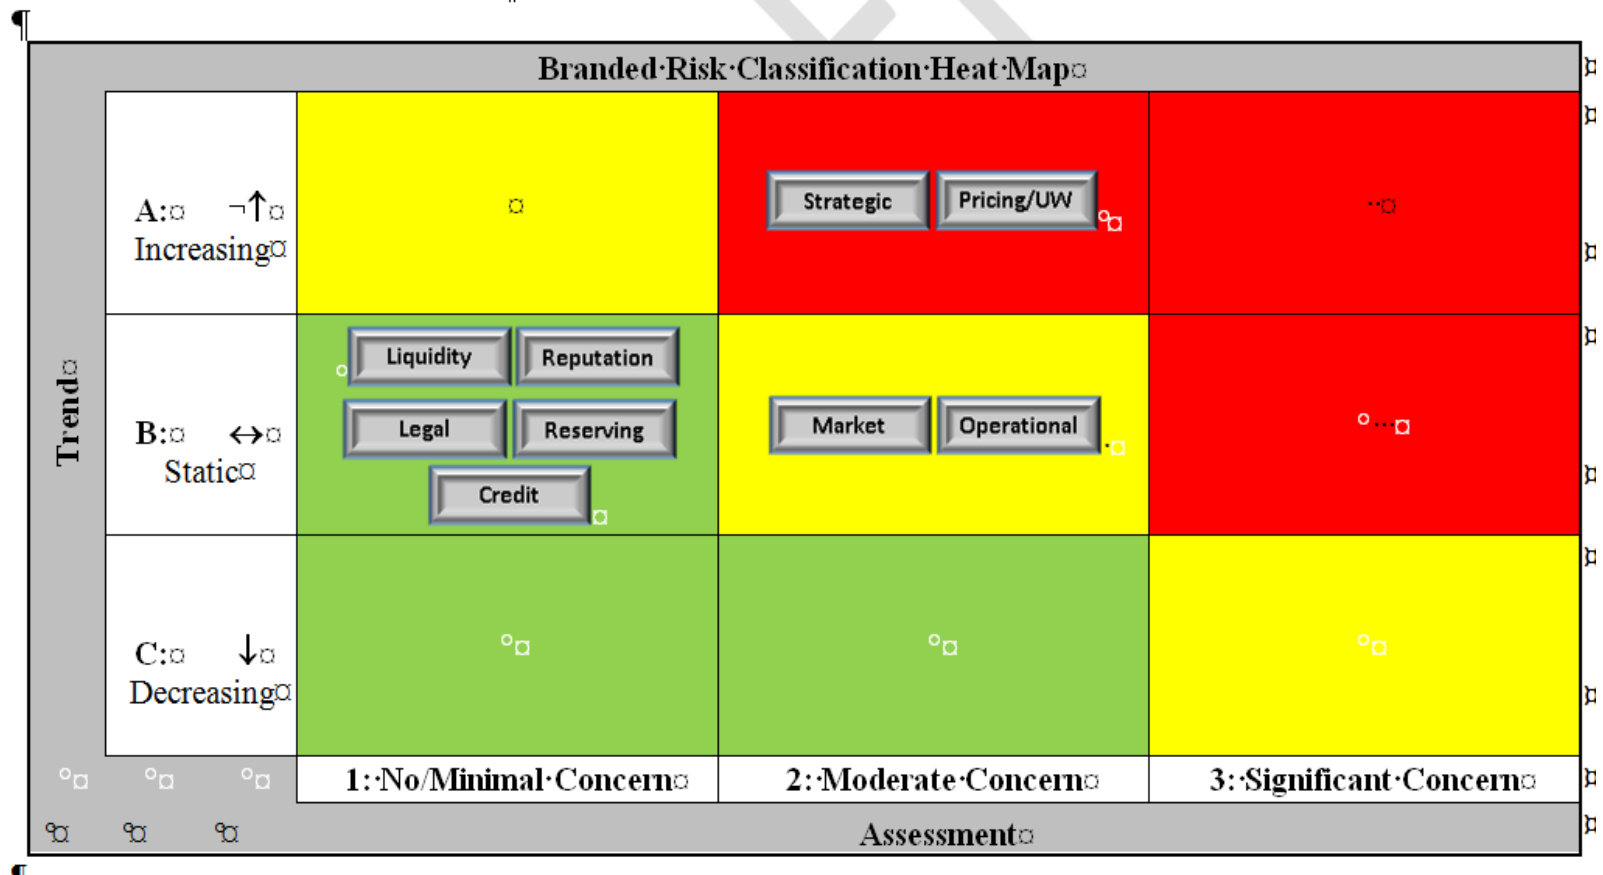 Branded Risk Classification Heat Map
A: ↑
Increasing
Strategic Pricing/UW
Trend
B: ↔
Static
Liquidity Reputation
Legal Reserving
Credit
Market Operational
C: ↓
Decreasing
1: No/Minimal Concern 2: Moderate Concern 3: Significant Concern
Assessment